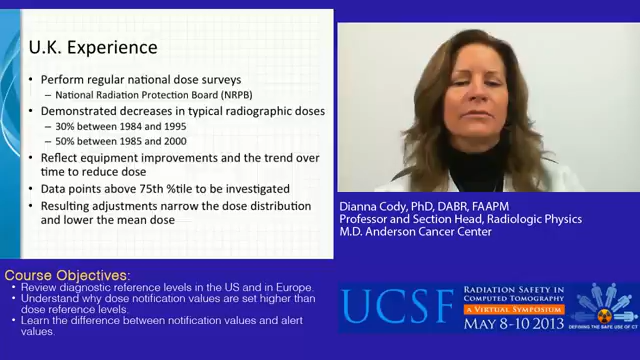 U.K. Experience
• Perform regular national dose surveys
– National Radiation Protection Board (NRPB)
• Demonstrated decreases in typical radiographic doses
– 30% between 1984 and 1995
– 50% between 1985 and 2000
• Reflect equipment improvements and the trend over
time to reduce dose
• Data points above 75th %tile to be investigated
• Resulting adjustments narrow the dose distribution
and lower the mean dose
Dianna Cody, PhD, DABR, FAAPM
Professor and Section Head, Radiologic Physics
M.D. Anderson Cancer Center
Course Objectives:
• Review diagnostic reference levels in the US and in Europe.
• Understand why dose notification values are set higher than
dose reference levels.
• Learn the difference between notification values and alert
values.
UCSF
RADIATION SAFETY IN
COMPUTED TOMOGRAPHY
A VIRTUAL SYMPOSIUM
MAY 8-10 2013
DEFINING THE SAFE USE OF CT